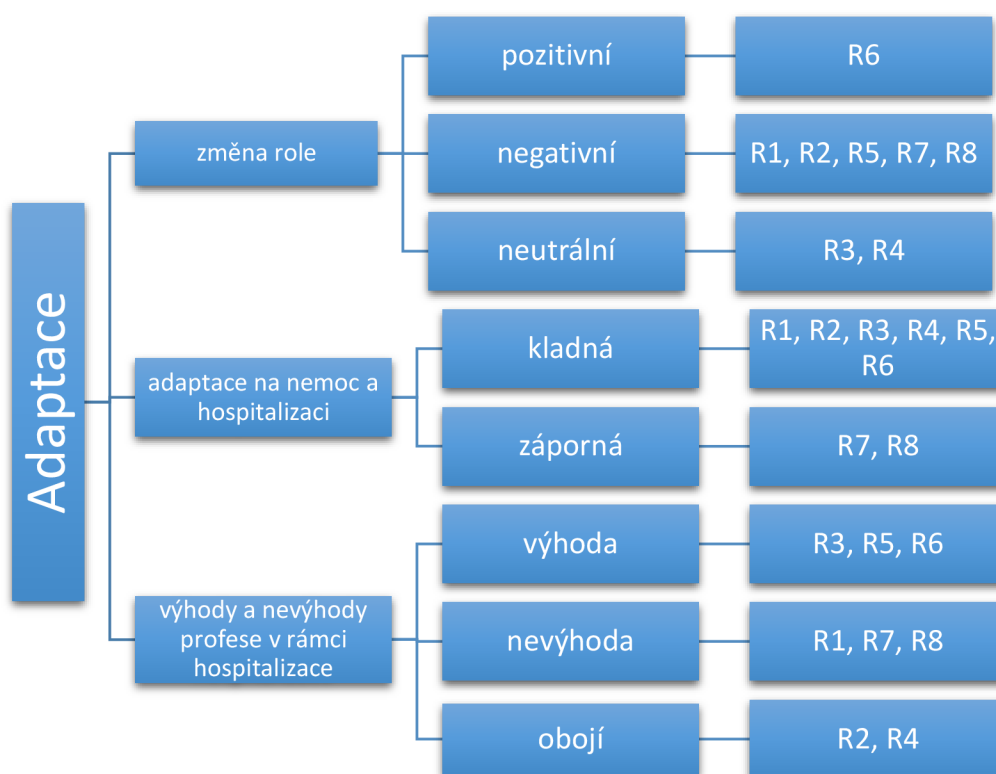 Adaptace
změna role
pozitivní
R6
negativní
R1, R2, R5, R7, R8
neutrální
R3, R4
adaptace na nemoc a
hospitalizaci
kladná
R1, R2, R3, R4, R5,
R6
záporná
R7, R8
výhody a nevýhody
profese v rámci
hospitalizace
výhoda
R3, R5, R6
nevýhoda
R1, R7, R8
obojí
R2, R4